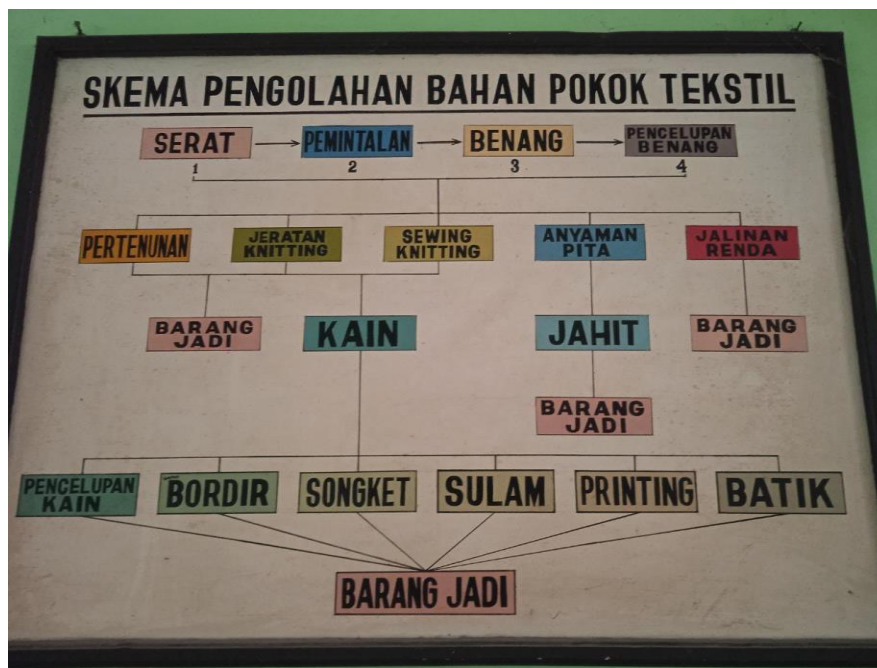 SKEMA PENGOLAHAN BAHAN POKOK TEKSTIL
SERAT
PEMINTALAN
BENANG
PENCELUPAN
BENANG
1
2
3
4
PERTENUNAN
JERATAN
KNITTING
SEWING
KNITTING
ANYAMAN
PITA
JALINAN
RENDA
BARANG
JADI
KAIN
JAHIT
BARANG
JADI
BARANG
JADI
PENCELUPAN
KAIN
BORDIR
SONGKET
SULAM
PRINTING
BATIK
BARANG JADI